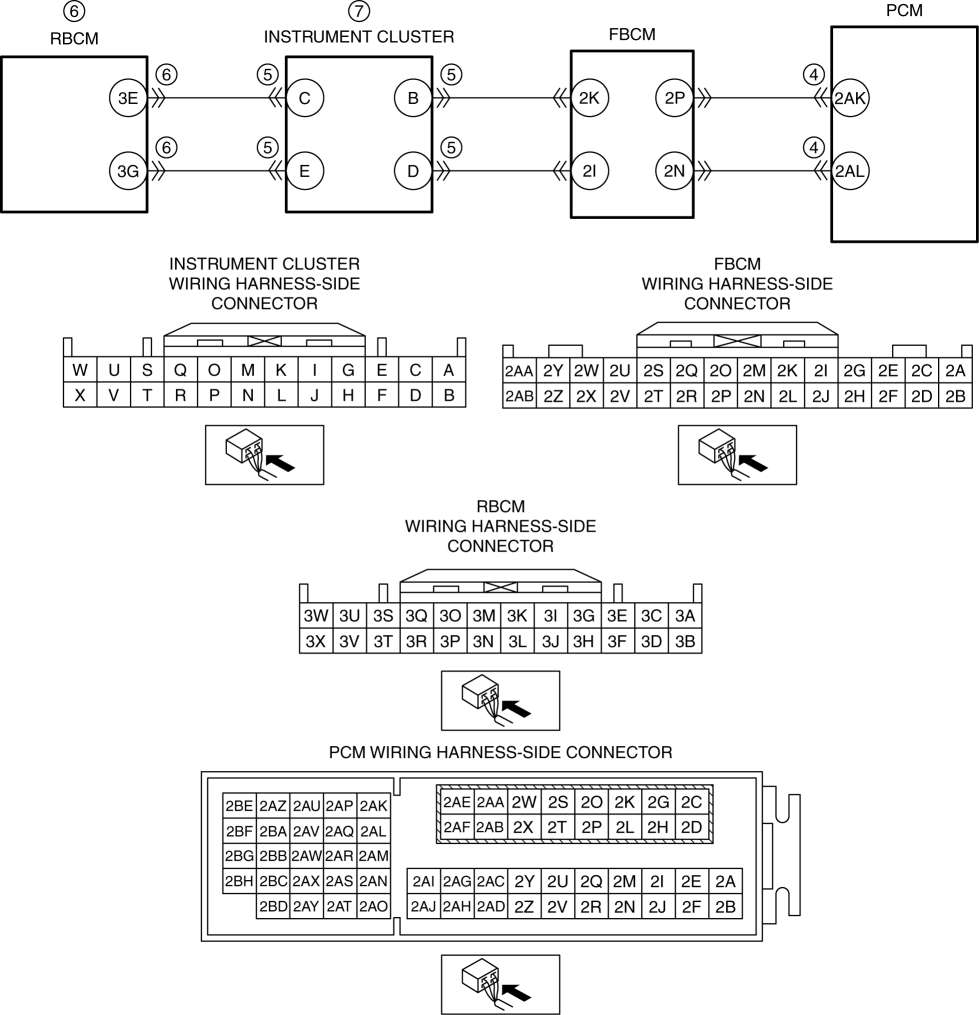 ⑥ ⑦
RBCM INSTRUMENT CLUSTER FBCM PCM
⑥ ⑤ ⑤ ④
3E C B 2K 2P 2AK
⑥ ⑤ ⑤ ④
3G E D 2I 2N 2AL
INSTRUMENT CLUSTER
WIRING HARNESS-SIDE
CONNECTOR
W U S Q O M K I G E C A
X V T R P N L J H F D B
FBCM
WIRING HARNESS-SIDE
CONNECTOR
2AA 2Y 2W 2U 2S 2Q 2O 2M 2K 2I 2G 2E 2C 2A
2AB 2Z 2X 2V 2T 2R 2P 2N 2L 2J 2H 2F 2D 2B
RBCM
WIRING HARNESS-SIDE
CONNECTOR
3W 3U 3S 3Q 3O 3M 3K 3I 3G 3E 3C 3A
3X 3V 3T 3R 3P 3N 3L 3J 3H 3F 3D 3B
PCM WIRING HARNESS-SIDE CONNECTOR
2BE 2AZ 2AU 2AP 2AK
2BF 2BA 2AV 2AQ 2AL
2BG 2BB 2AW 2AR 2AM
2BH 2BC 2AX 2AS 2AN
2BD 2AY 2AT 2AO
2AE 2AA 2W 2S 2O 2K 2G 2C
2AF 2AB 2X 2T 2P 2L 2H 2D
2AI 2AG 2AC 2Y 2U 2Q 2M 2I 2E 2A
2AJ 2AH 2AD 2Z 2V 2R 2N 2J 2F 2B